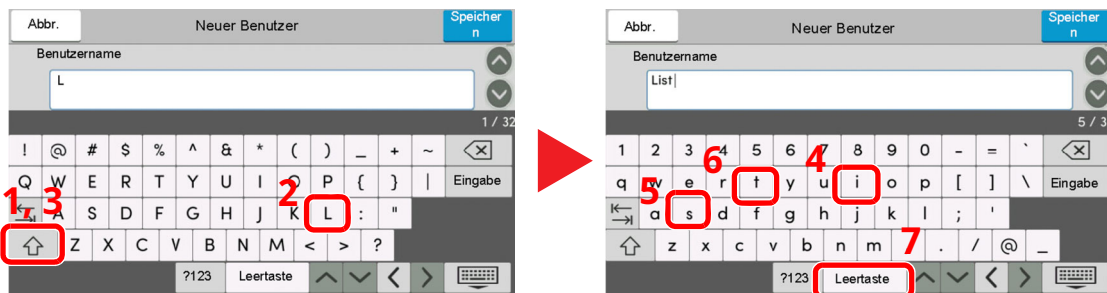 Abbr. Neuer Benutzer Speicher
n
Benutzername
L
1 / 32
! @ # $ % ^ & * ( ) _ + ~
Q W E R T Y U I O P { } | Eingabe
1, 3 A S D F G H J K L : " 2
Z X C V B N M < > ?
?123 Leertaste
Abbr. Neuer Benutzer Speicher
n
Benutzername
List
5 / 3
1 2 3 4 5 6 7 8 9 0 - = `
6 4
q w e r t y u i o p [ ] \ Eingabe
5
a s d f g h j k l ; '
z x c v b n m , . / @ _
7
?123 Leertaste